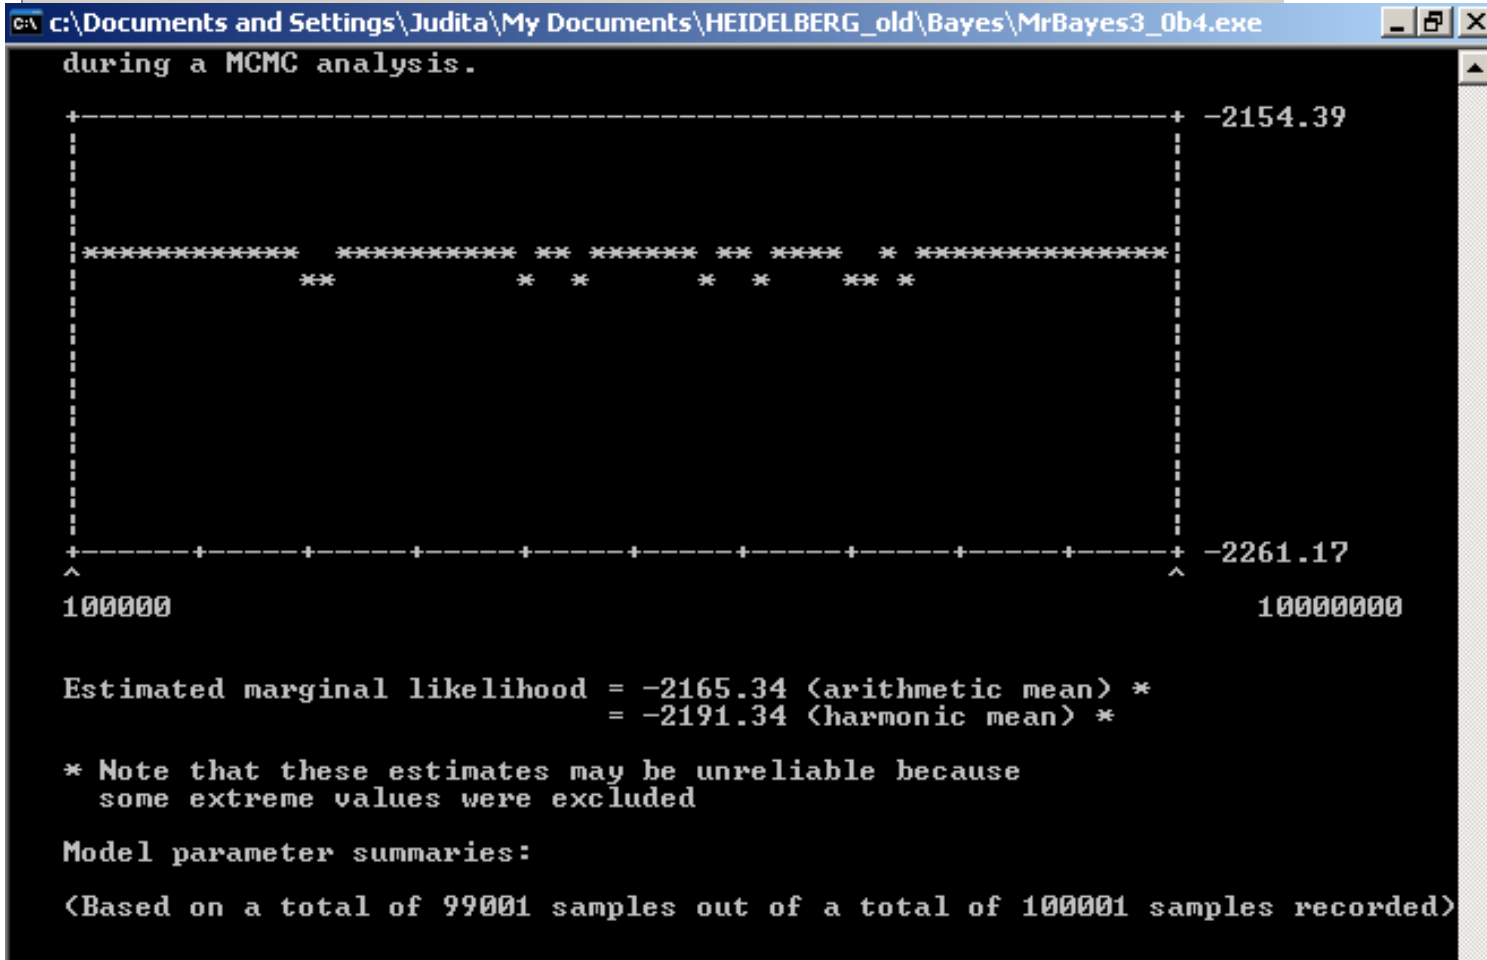 c:\Documents and Settings\Judita\My Documents\HEIDELBERG_old\Bayes\MrBayes3_0b4.exe
during a MCMC analysis.
+------------------------------------------------------------+ -2154.39
************  ********** ** ****** ** ****  * **************
**          *  *      *  *    ** *
+------+-----+-----+-----+-----+-----+-----+-----+-----+-----+ -2261.17
^ ^
100000 10000000
Estimated marginal likelihood = -2165.34 (arithmetic mean) *
= -2191.34 (harmonic mean) *
* Note that these estimates may be unreliable because
some extreme values were excluded
Model parameter summaries:
(Based on a total of 99001 samples out of a total of 100001 samples recorded)